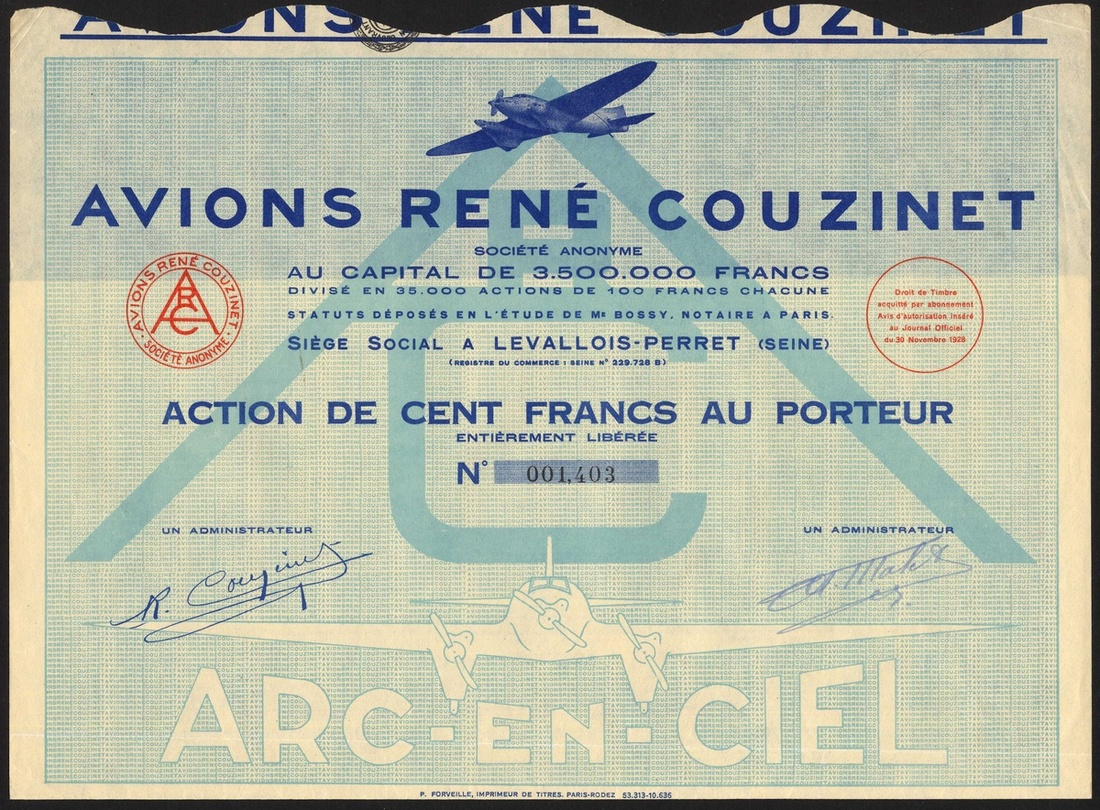 AVIONS RENÉ COUZINET
AVIONS RENÉ COUZINET
SOCIÉTÉ ANONYME
AU CAPITAL DE 3.500.000 FRANCS
DIVISÉ EN 35.000 ACTIONS DE 100 FRANCS CHACUNE
STATUTS DÉPOSÉS EN L'ÉTUDE DE Me BOSSY, NOTAIRE A PARIS.
SIÈGE SOCIAL A LEVALLOIS-PERRET (SEINE)
(REGISTRE DU COMMERCE : SEINE N° 229.728 B)
AVIONS RENÉ COUZINET
ARC
SOCIÉTÉ ANONYME
Droit de Timbre
acquitté par abonnement
Avis d'autorisation inséré
au Journal Officiel
du 30 Novembre 1928
ACTION DE CENT FRANCS AU PORTEUR
ENTIÈREMENT LIBÉRÉE
N° 001,403
UN ADMINISTRATEUR
R. Couzinet
UN ADMINISTRATEUR
ARC
ARC-EN-CIEL
P. FORVEILLE, IMPRIMEUR DE TITRES. PARIS-RODEZ 53.313-10.636